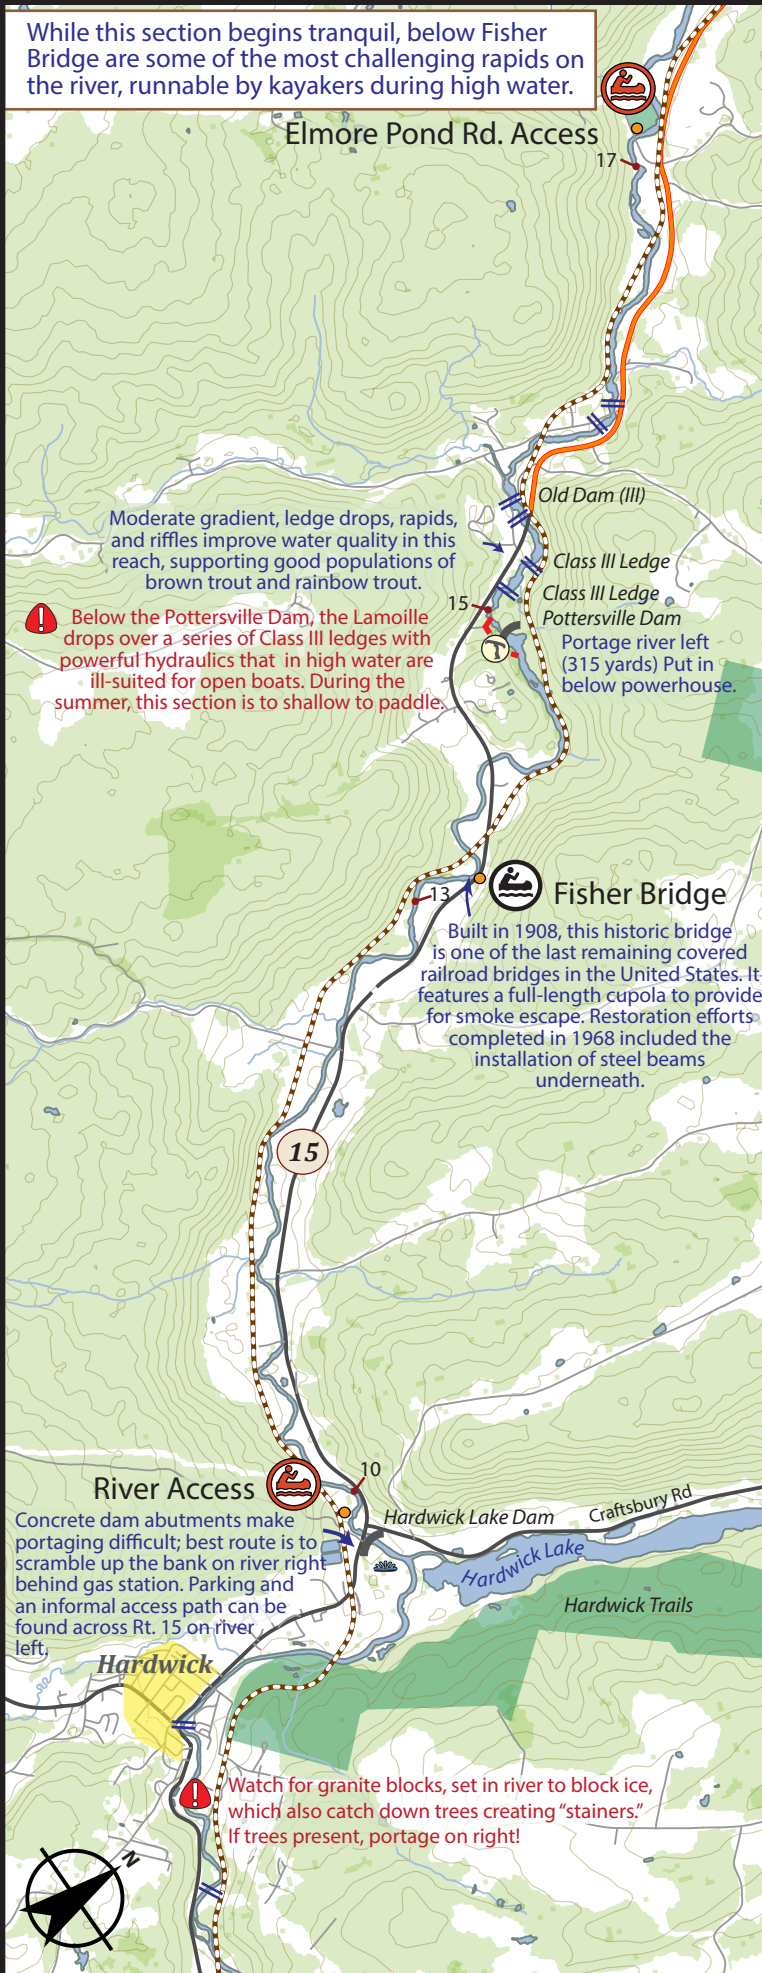 While this section begins tranquil, below Fisher
Bridge are some of the most challenging rapids on
the river, runnable by kayakers during high water.
Elmore Pond Rd. Access
17
Old Dam (III)
Moderate gradient, ledge drops, rapids,
and riffles improve water quality in this
reach, supporting good populations of
brown trout and rainbow trout.
Class III Ledge
Class III Ledge
15
Pottersville Dam
! Below the Pottersville Dam, the Lamoille
drops over a series of Class III ledges with
powerful hydraulics that in high water are
ill-suited for open boats. During the
summer, this section is to shallow to paddle.
Portage river left
(315 yards) Put in
below powerhouse.
13
Fisher Bridge
Built in 1908, this historic bridge
is one of the last remaining covered
railroad bridges in the United States. It
features a full-length cupola to provide
for smoke escape. Restoration efforts
completed in 1968 included the
installation of steel beams
underneath.
15
10
River Access
Hardwick Lake Dam
Craftsbury Rd
Concrete dam abutments make
portaging difficult; best route is to
scramble up the bank on river right
behind gas station. Parking and
an informal access path can be
found across Rt. 15 on river
left.
Hardwick Lake
Hardwick Trails
Hardwick
! Watch for granite blocks, set in river to block ice,
which also catch down trees creating “stainers.”
If trees present, portage on right!
N